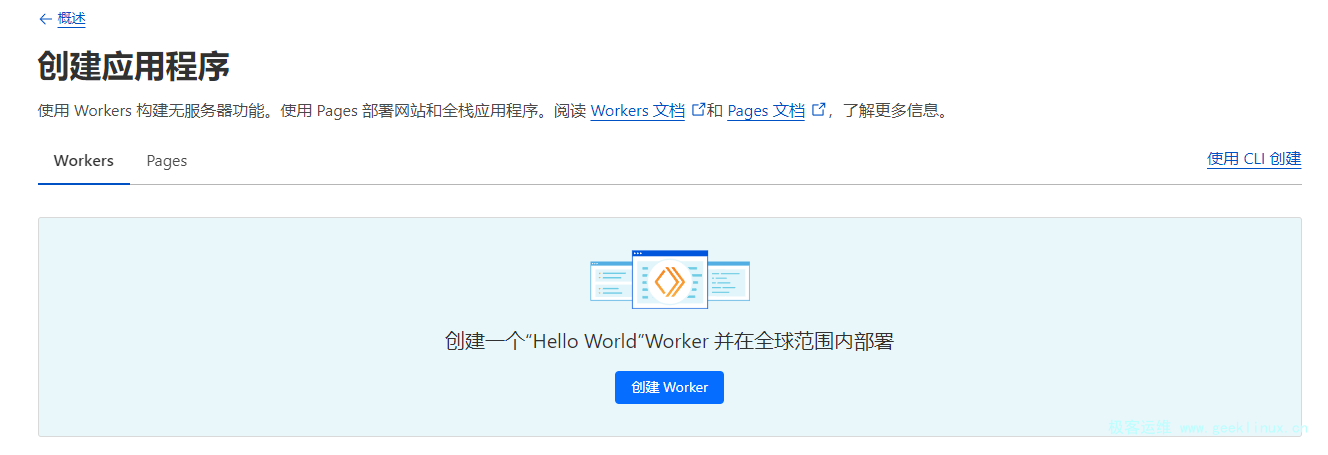 ← 概述
创建应用程序
使用 Workers 构建无服务器功能。使用 Pages 部署网站和全栈应用程序。阅读 Workers 文档 和 Pages 文档 ，了解更多信息。
Workers Pages 使用 CLI 创建
创建一个“Hello World”Worker 并在全球范围内部署
创建 Worker
极客运维 www.geeklinux.cn